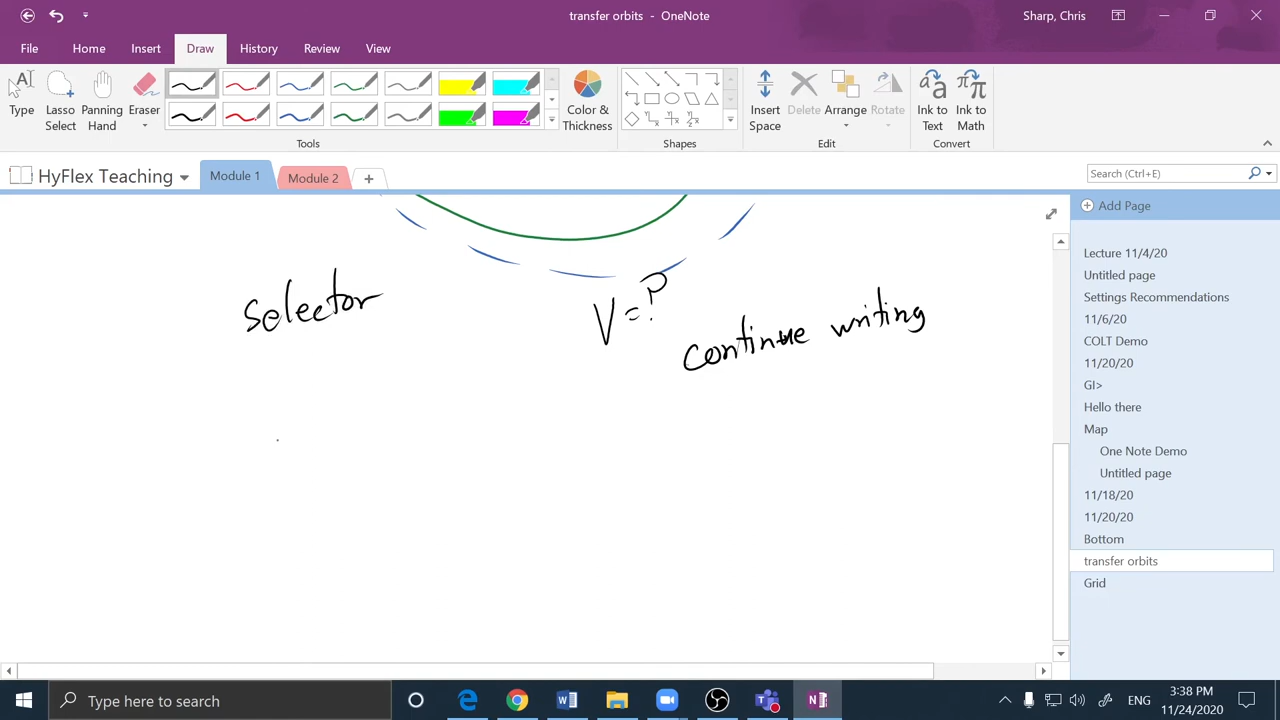 transfer orbits - OneNote
Sharp, Chris
File Home Insert Draw History Review View
Type
Lasso Select
Panning Hand
Eraser
Color & Thickness
Insert Space
Delete
Arrange
Rotate
Ink to Text
Ink to Math
Tools
Shapes
Edit
Convert
HyFlex Teaching
Module 1
Module 2
Search (Ctrl+E)
Add Page
Lecture 11/4/20
Untitled page
Settings Recommendations
11/6/20
COLT Demo
11/20/20
GI>
Hello there
Map
One Note Demo
Untitled page
11/18/20
11/20/20
Bottom
transfer orbits
Grid
selector
V=?
continue writing
Type here to search
ENG
3:38 PM
11/24/2020